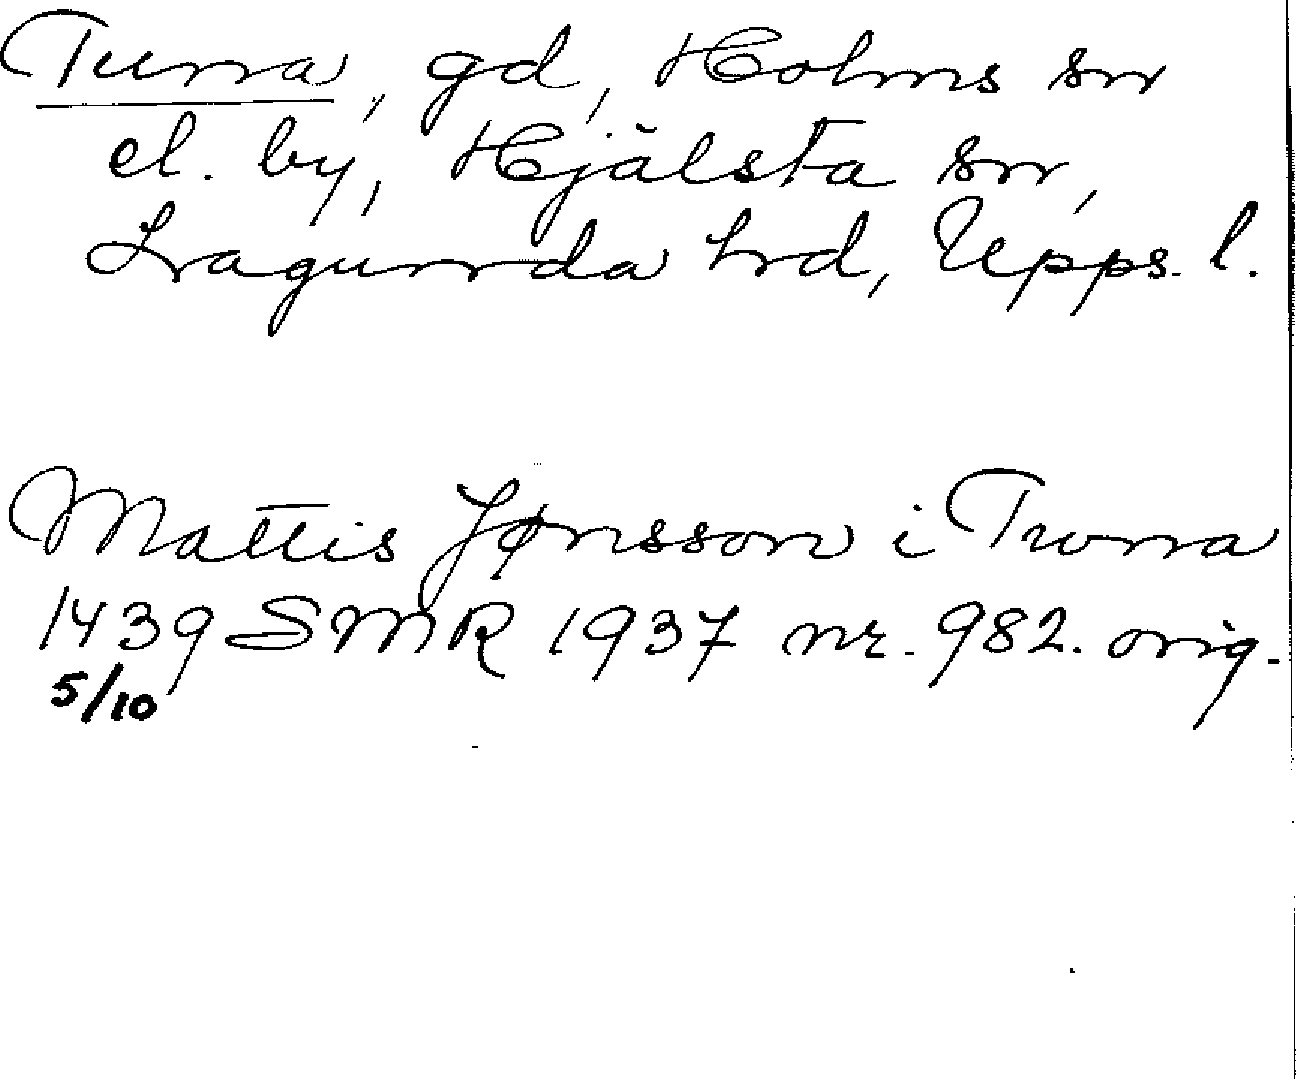 Tuna, gd, Holms sn
el. by, Hjälsta sn,
Lagunda hrd, Upps. l.
Mattis Jønsson i Twna
1439 SMR 1937 nr. 982. orig.
5/10